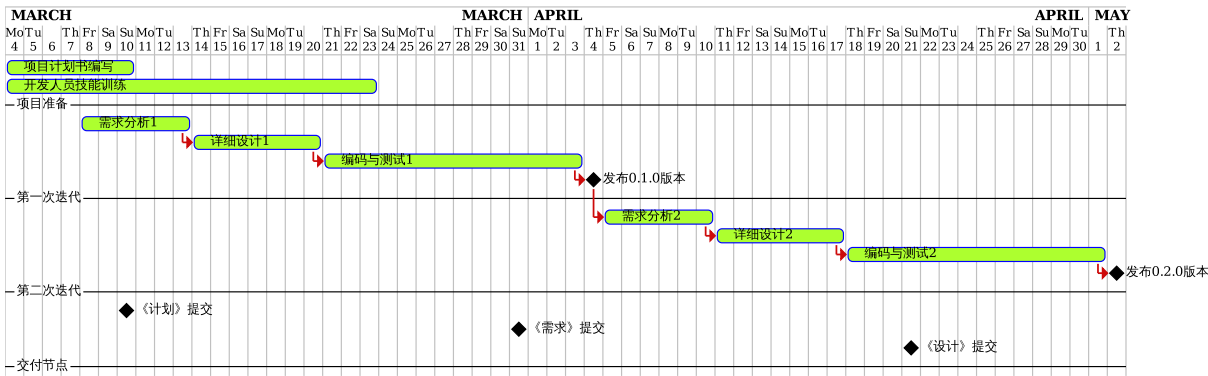 MARCH MARCH APRIL APRIL MAY
Mo Tu Th Fr Sa Su Mo Tu Th Fr Sa Su Mo Tu Th Fr Sa Su Mo Tu Th Fr Sa Su Mo Tu Th Fr Sa Su Mo Tu Th Fr Sa Su Mo Tu Th Fr Sa Su Mo Tu Th Fr Sa Su Mo Tu Th
4 5 6 7 8 9 10 11 12 13 14 15 16 17 18 19 20 21 22 23 24 25 26 27 28 29 30 31 1 2 3 4 5 6 7 8 9 10 11 12 13 14 15 16 17 18 19 20 21 22 23 24 25 26 27 28 29 30 1 2
项目计划书编写
开发人员技能训练
项目准备
需求分析1
详细设计1
编码与测试1
发布0.1.0版本
第一次迭代
需求分析2
详细设计2
编码与测试2
发布0.2.0版本
第二次迭代
《计划》提交
《需求》提交
《设计》提交
交付节点